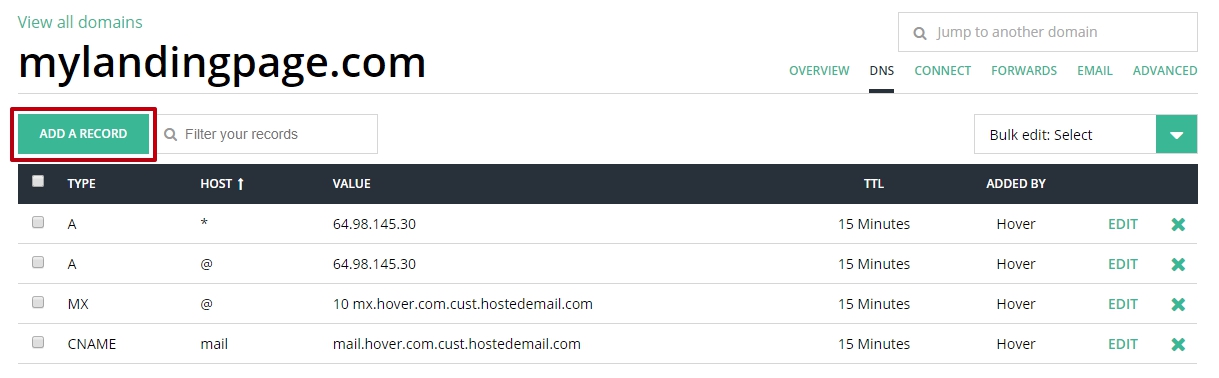 View all domains
Jump to another domain
mylandingpage.com
OVERVIEW DNS CONNECT FORWARDS EMAIL ADVANCED
ADD A RECORD Filter your records Bulk edit: Select
TYPE HOST ↑ VALUE TTL ADDED BY
A * 64.98.145.30 15 Minutes Hover EDIT ✖
A @ 64.98.145.30 15 Minutes Hover EDIT ✖
MX @ 10 mx.hover.com.cust.hostedemail.com 15 Minutes Hover EDIT ✖
CNAME mail mail.hover.com.cust.hostedemail.com 15 Minutes Hover EDIT ✖